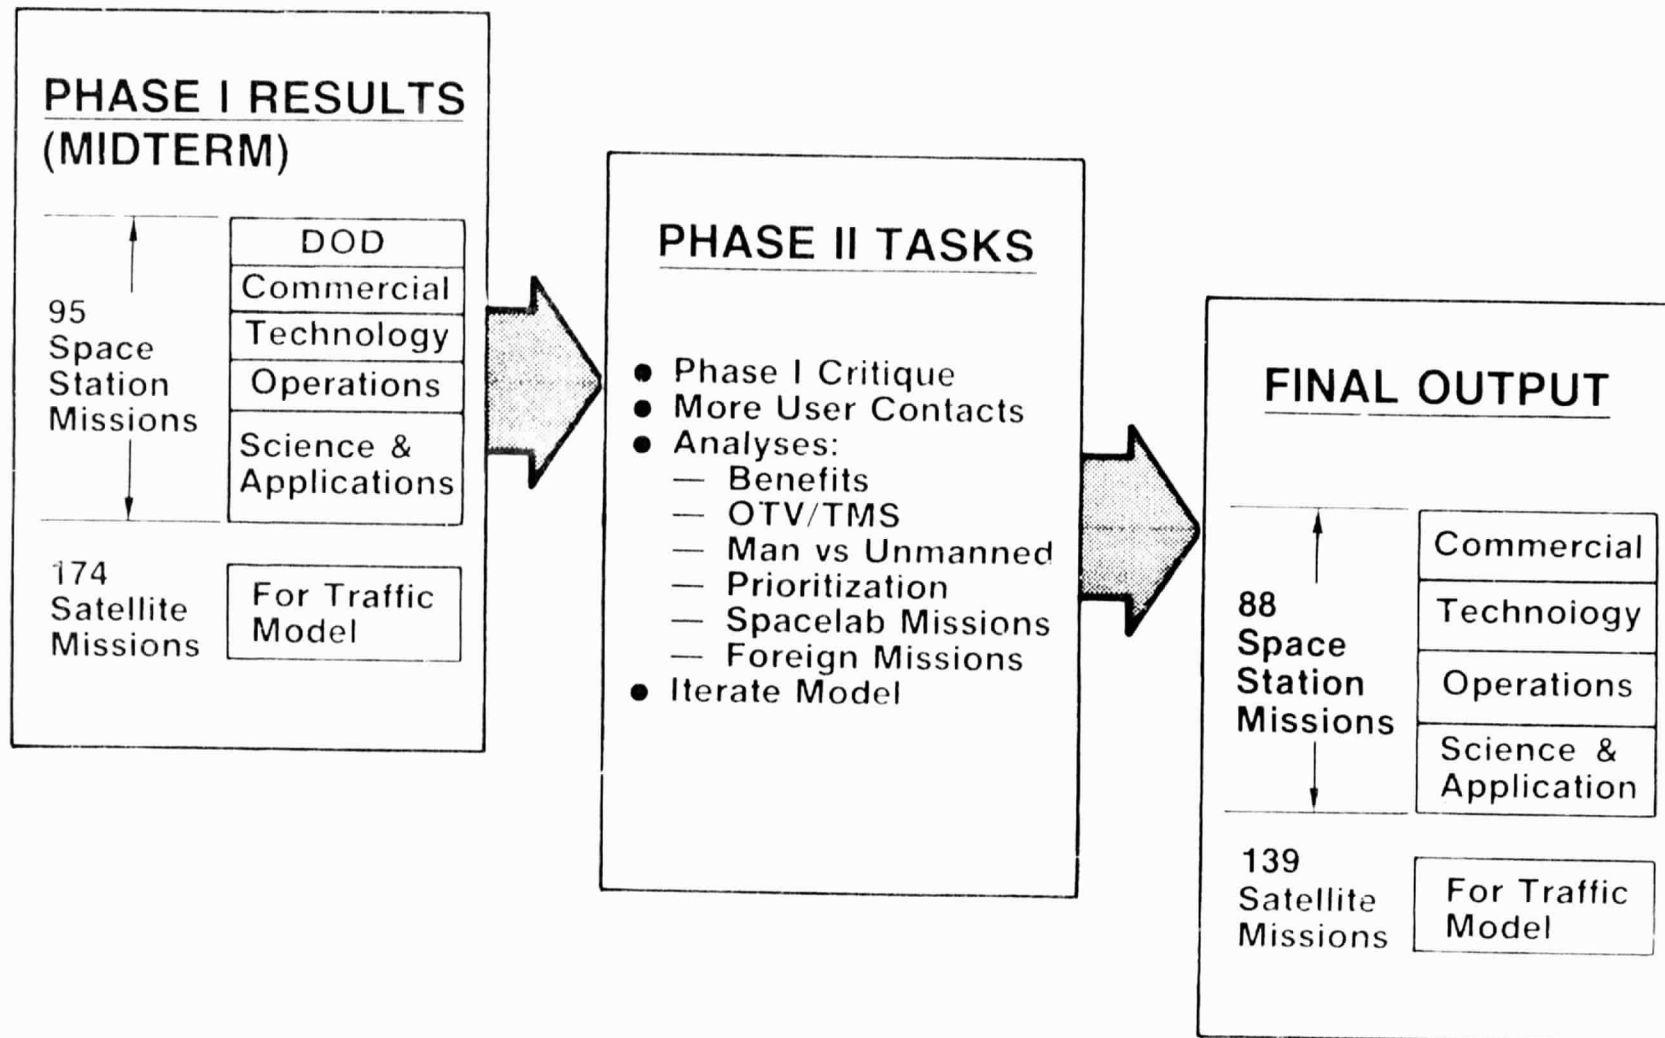 PHASE I RESULTS
(MIDTERM)
95
Space
Station
Missions
DOD
Commercial
Technology
Operations
Science &
Applications
174
Satellite
Missions
For Traffic
Model
PHASE II TASKS
● Phase I Critique
● More User Contacts
● Analyses:
— Benefits
— OTV/TMS
— Man vs Unmanned
— Prioritization
— Spacelab Missions
— Foreign Missions
● Iterate Model
FINAL OUTPUT
88
Space
Station
Missions
Commercial
Technology
Operations
Science &
Application
139
Satellite
Missions
For Traffic
Model